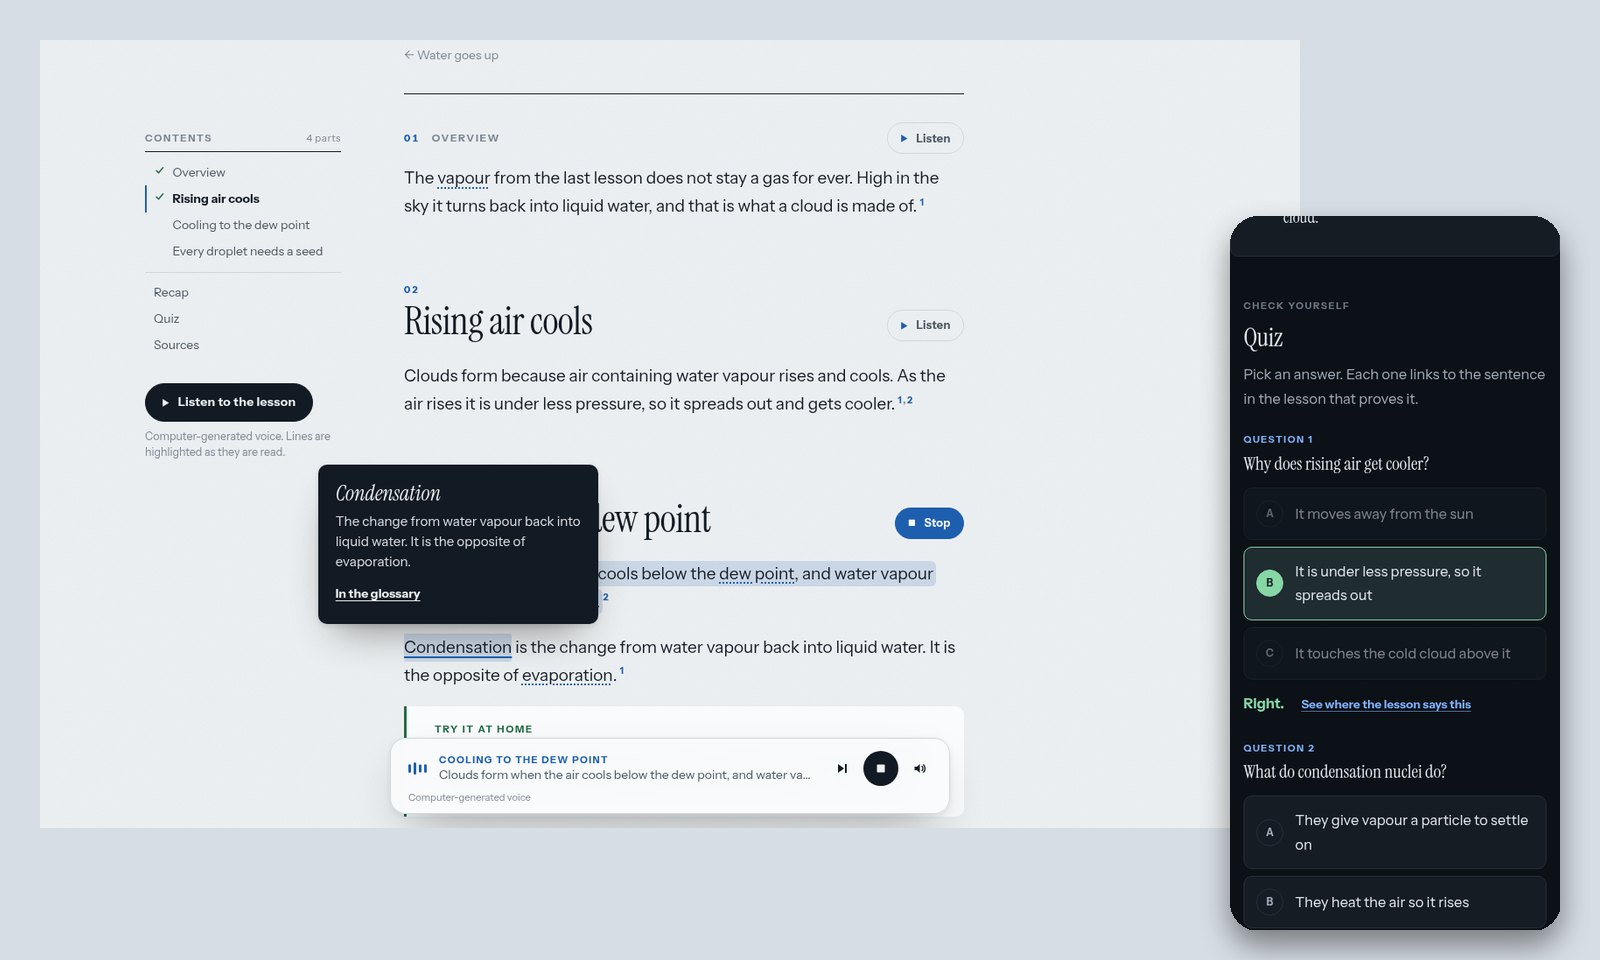 ← Water goes up
CONTENTS
4 parts
Overview
Rising air cools
Cooling to the dew point
Every droplet needs a seed
Recap
Quiz
Sources
Listen to the lesson
Computer-generated voice. Lines are
highlighted as they are read.
01 OVERVIEW
Listen
The vapour from the last lesson does not stay a gas for ever. High in the
sky it turns back into liquid water, and that is what a cloud is made of. 1
02
Rising air cools
Listen
Clouds form because air containing water vapour rises and cools. As the
air rises it is under less pressure, so it spreads out and gets cooler. 1,2
Condensation
The change from water vapour back into
liquid water. It is the opposite of
evaporation.
In the glossary
dew point
Stop
cools below the dew point, and water vapour
. 2
Condensation is the change from water vapour back into liquid water. It is
the opposite of evaporation. 1
TRY IT AT HOME
COOLING TO THE DEW POINT
Clouds form when the air cools below the dew point, and water va...
Computer-generated voice
cloud.
CHECK YOURSELF
Quiz
Pick an answer. Each one links to the sentence
in the lesson that proves it.
QUESTION 1
Why does rising air get cooler?
A It moves away from the sun
B It is under less pressure, so it
spreads out
C It touches the cold cloud above it
Right. See where the lesson says this
QUESTION 2
What do condensation nuclei do?
A They give vapour a particle to settle
on
B They heat the air so it rises